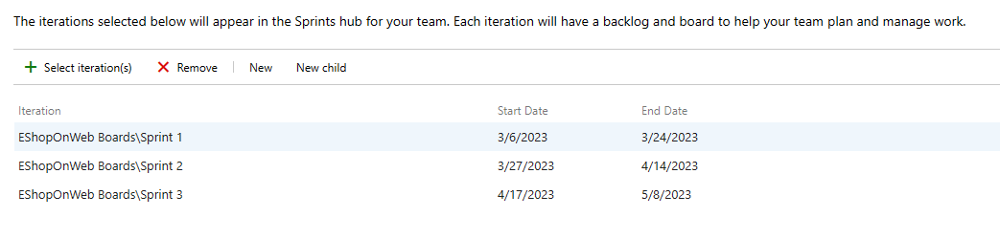 The iterations selected below will appear in the Sprints hub for your team. Each iteration will have a backlog and board to help your team plan and manage work.
Select iteration(s) Remove New New child
Iteration Start Date End Date
EShopOnWeb Boards\Sprint 1 3/6/2023 3/24/2023
EShopOnWeb Boards\Sprint 2 3/27/2023 4/14/2023
EShopOnWeb Boards\Sprint 3 4/17/2023 5/8/2023